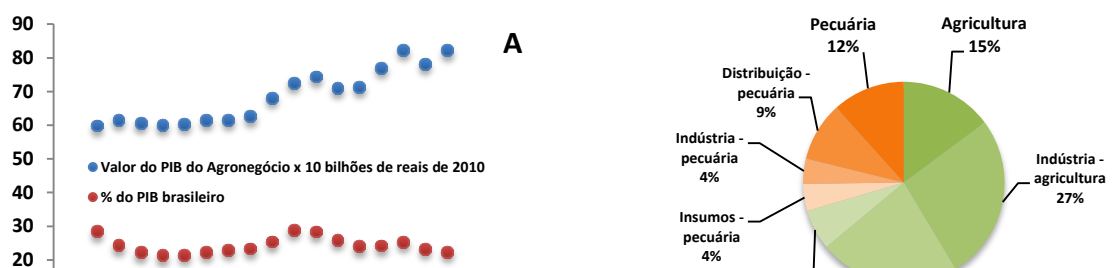 90
80
70
60
50
40
30
20
A
Valor do PIB do Agronegócio x 10 bilhões de reais de 2010
% do PIB brasileiro
Pecuária
12%
Agricultura
15%
Distribuição -
pecuária
9%
Indústria -
pecuária
4%
Insumos -
pecuária
4%
Indústria -
agricultura
27%